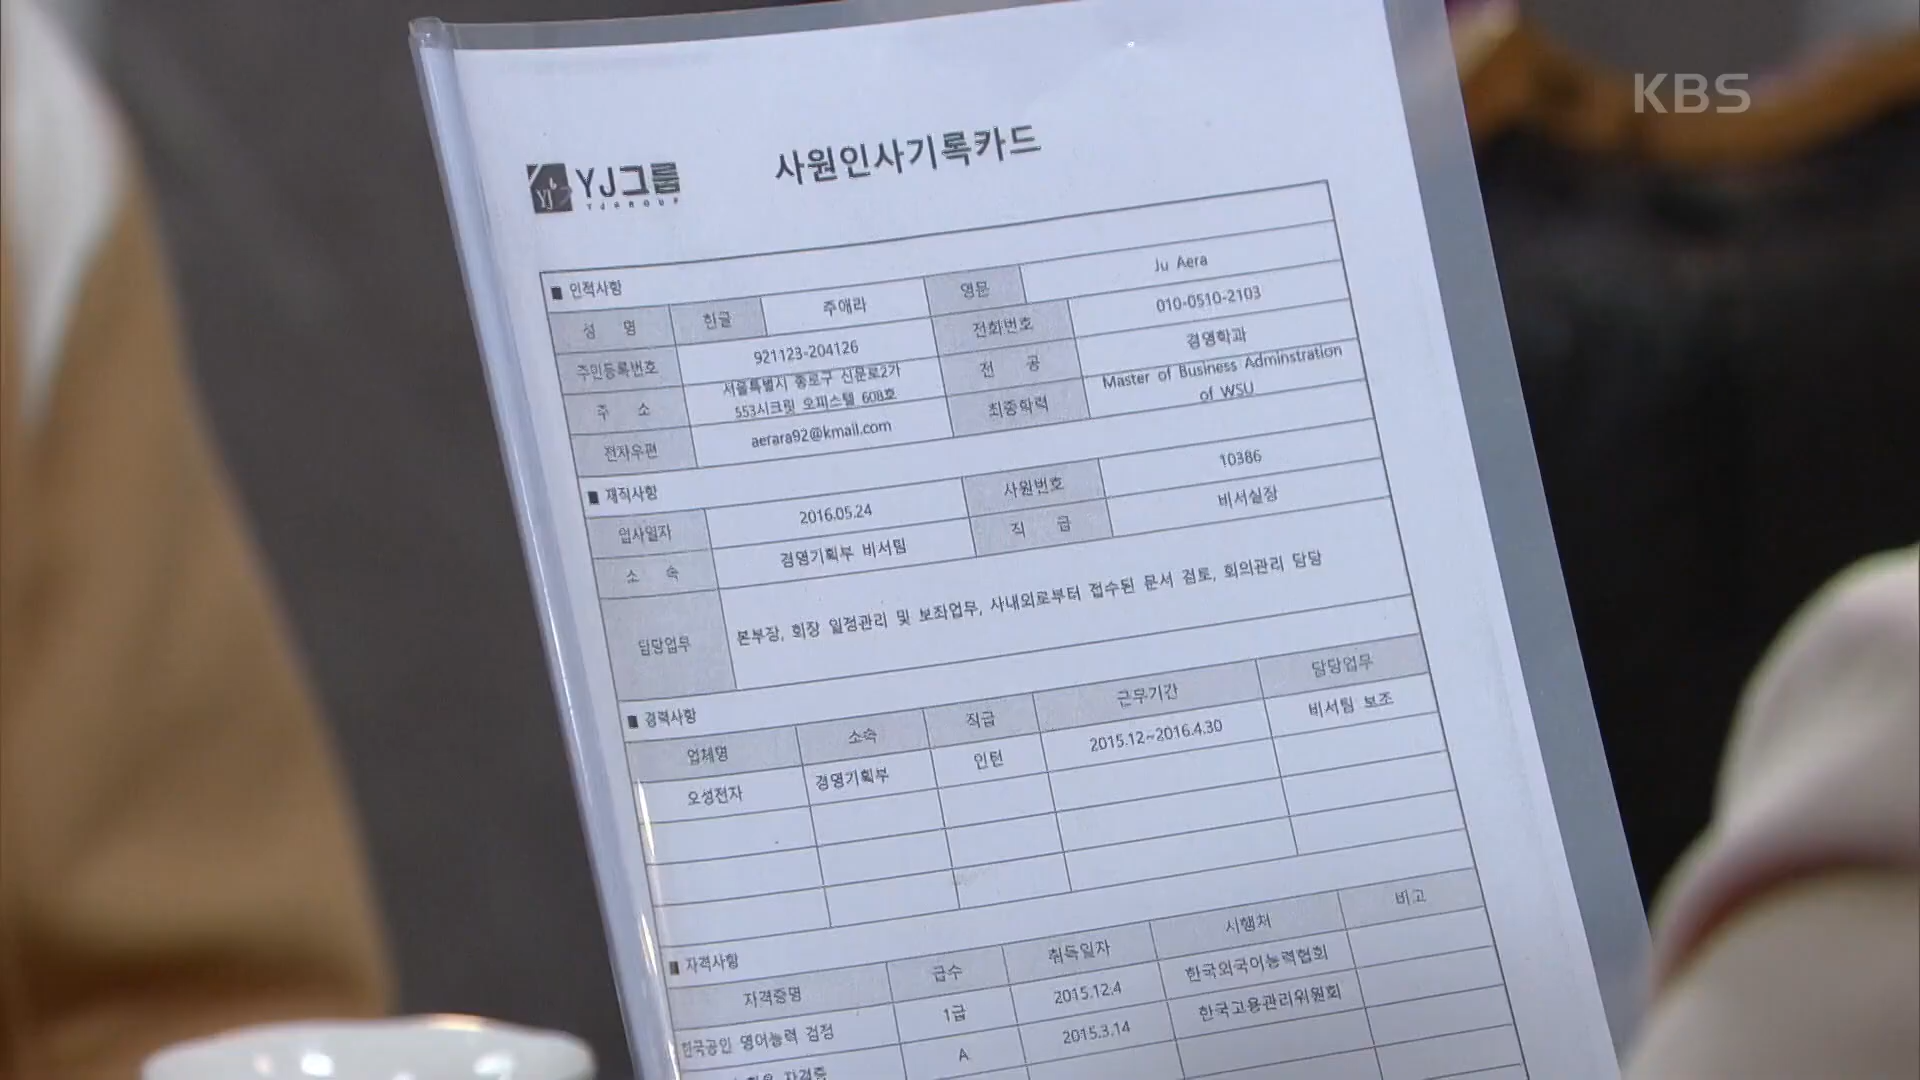 KBS
YJ그룹
YJGROUP
사원인사기록카드
■ 인적사항
성 명 한글 주애라 영문 Ju Aera
주민등록번호 921123-204126 전화번호 010-0510-2103
주 소 서울특별시 종로구 신문로2가 전 공 경영학과
553시크릿 오피스텔 608호
전자우편 aerara92@kmail.com 최종학력 Master of Business Adminstration
of WSU
■ 재직사항
입사일자 2016.05.24 사원번호 10386
소 속 경영기획부 비서팀 직 급 비서실장
담당업무 본부장, 회장 일정관리 및 보좌업무, 사내외로부터 접수된 문서 검토, 회의관리 담당
■ 경력사항
업체명 소속 직급 근무기간 담당업무
오성전자 경영기획부 인턴 2015.12~2016.4.30 비서팀 보조
■ 자격사항
자격증명 급수 취득일자 시행처 비고
한국공인 영어능력 검정 1급 2015.12.4 한국외국어능력협회
자격증 A 2015.3.14 한국고용관리위원회